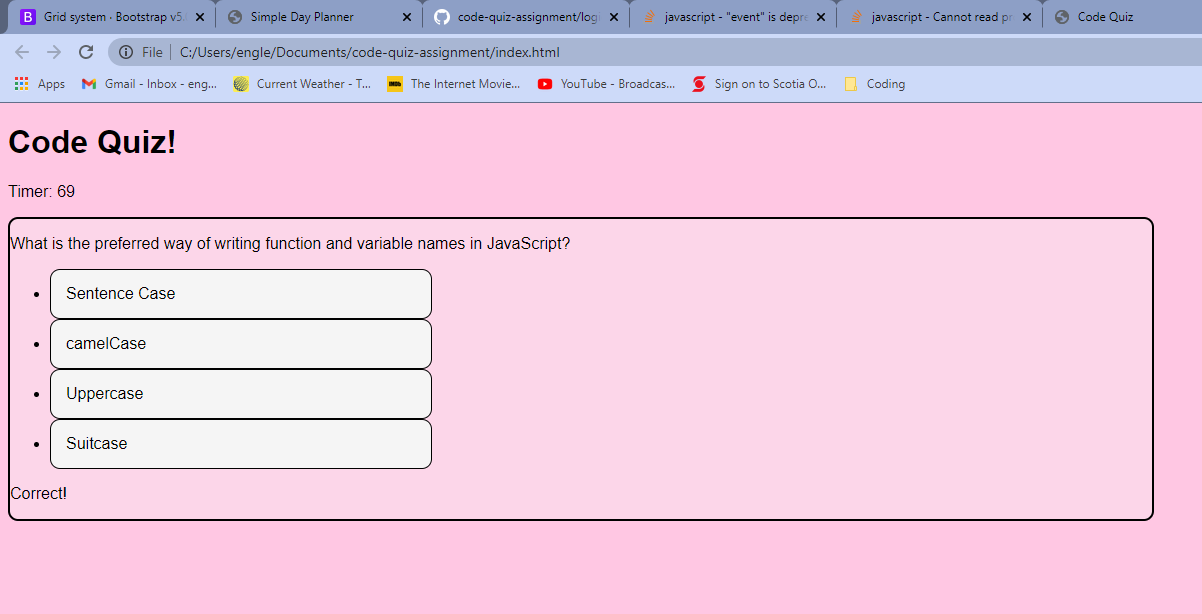 B Grid system · Bootstrap v5.
Simple Day Planner
code-quiz-assignment/logi
javascript - "event" is depre
javascript - Cannot read pr
Code Quiz
File | C:/Users/engle/Documents/code-quiz-assignment/index.html
Apps
Gmail - Inbox - eng...
Current Weather - T...
The Internet Movie...
YouTube - Broadcas...
Sign on to Scotia O...
Coding
Code Quiz!
Timer: 69
What is the preferred way of writing function and variable names in JavaScript?
Sentence Case
camelCase
Uppercase
Suitcase
Correct!